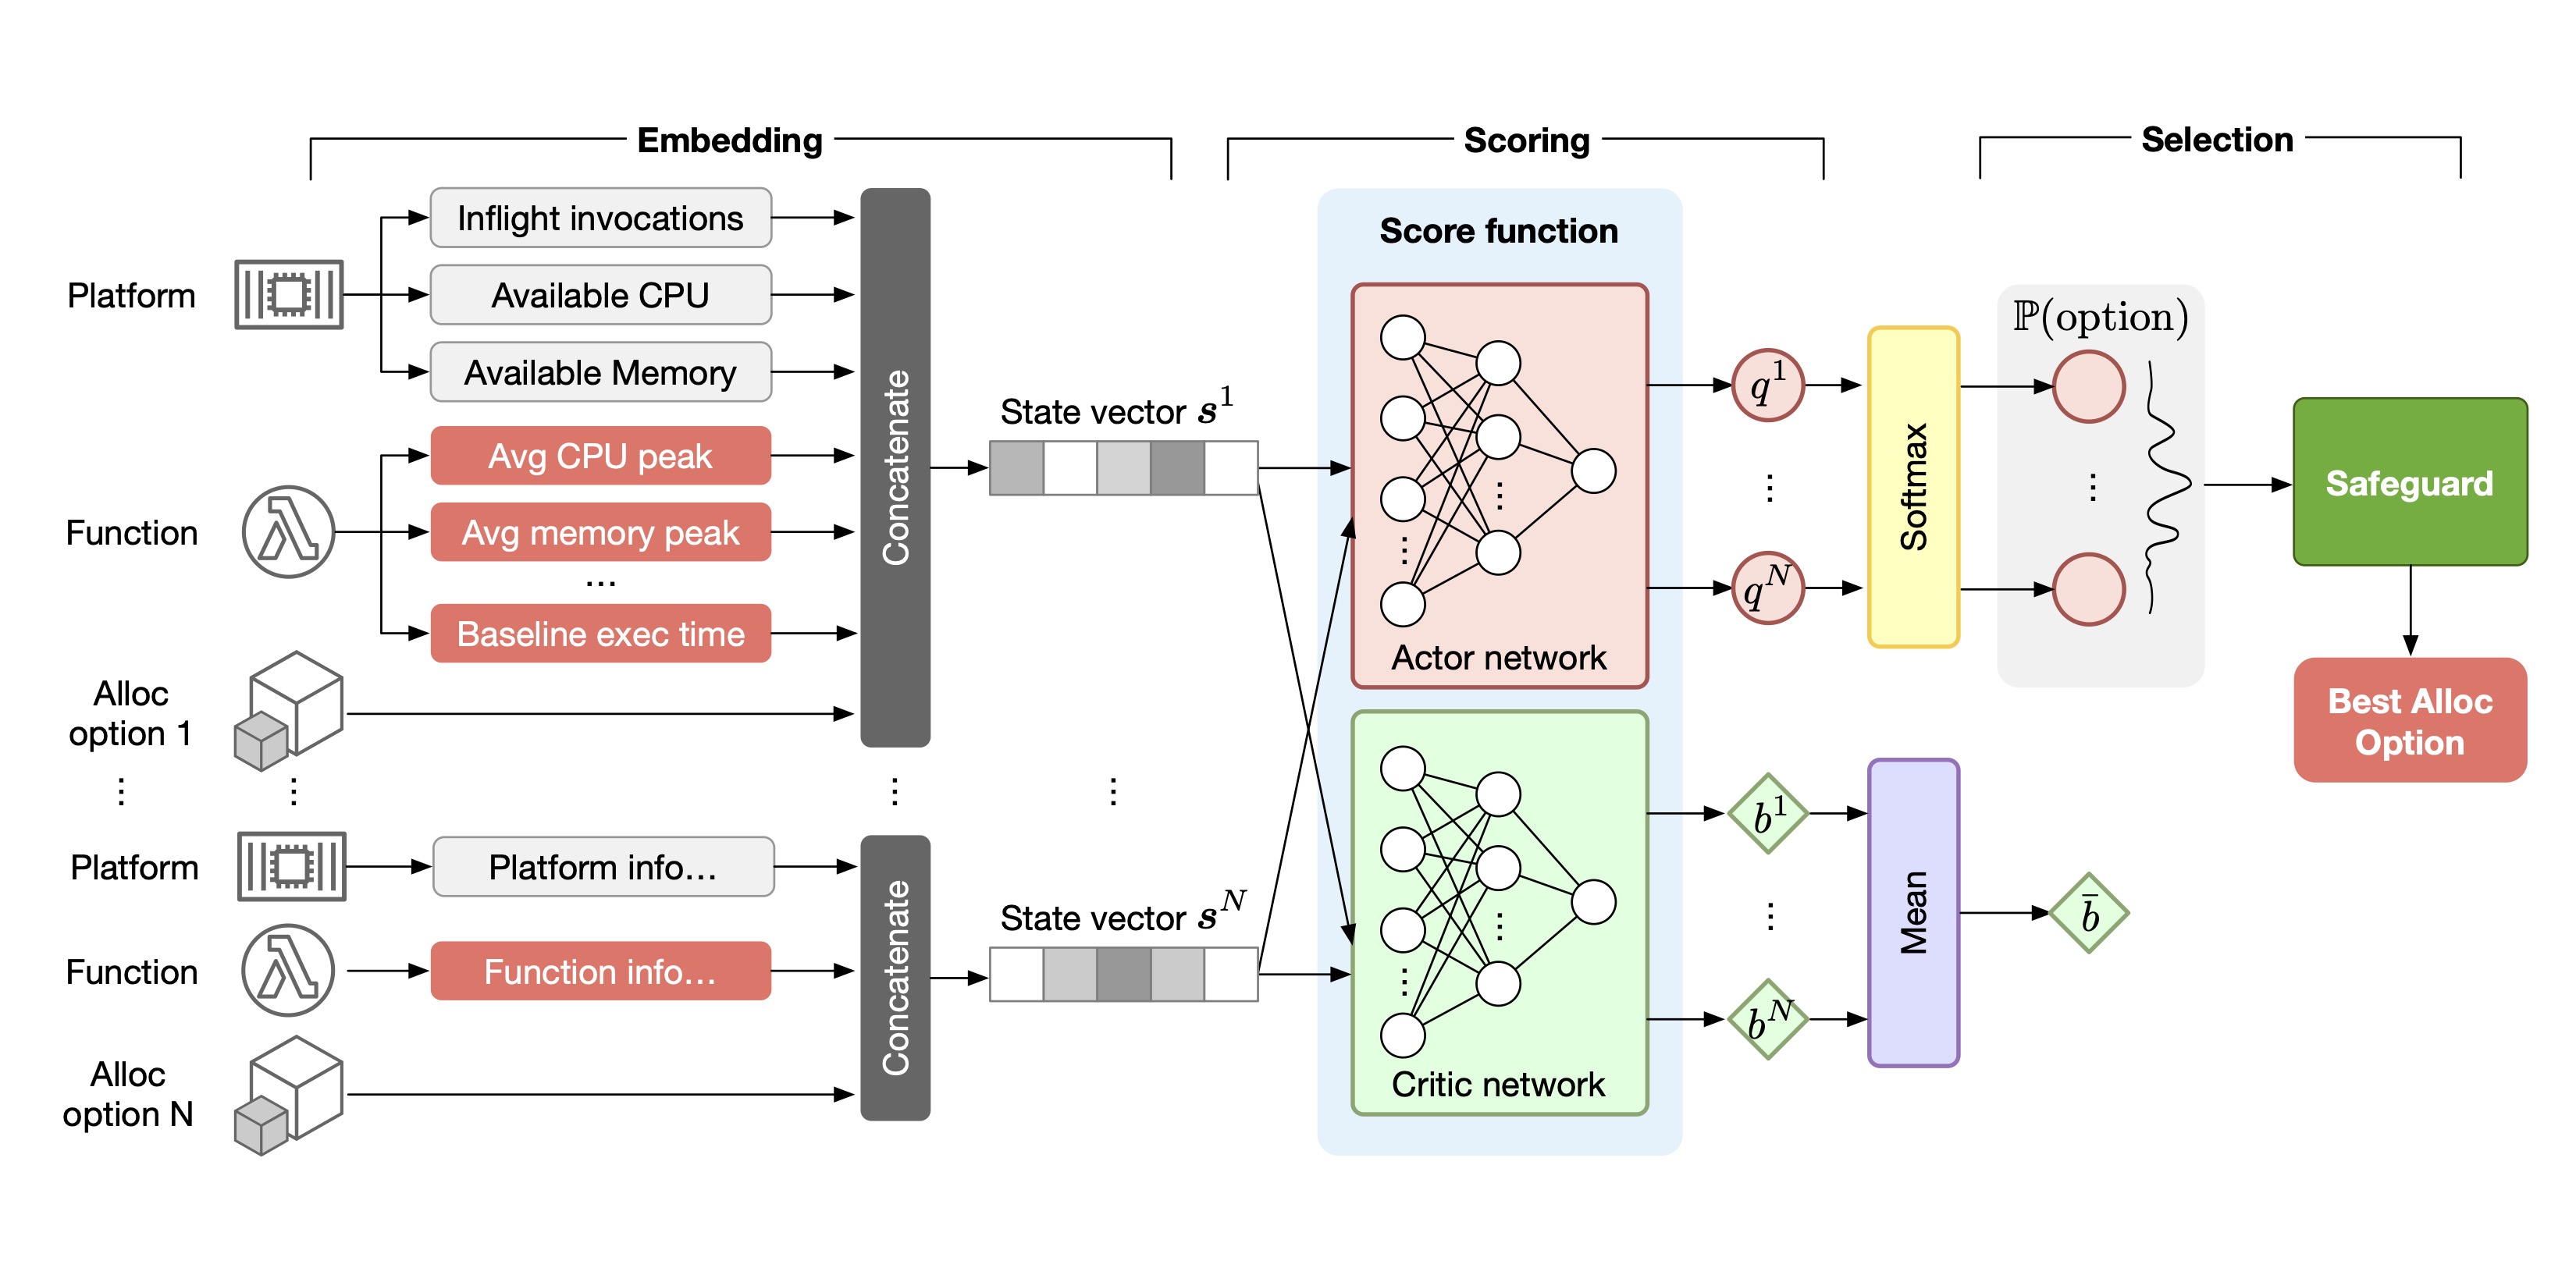 Embedding
Scoring
Selection
Platform
Inflight invocations
Available CPU
Available Memory
Function
Avg CPU peak
Avg memory peak
...
Baseline exec time
Alloc
option 1
Concatenate
State vector s^1
⋮
Platform
Platform info...
Function
Function info...
Alloc
option N
Concatenate
State vector s^N
Score function
Actor network
Critic network
q^1
⋮
q^N
Softmax
ℙ(option)
⋮
Safeguard
Best Alloc
Option
b^1
⋮
b^N
Mean
b̄